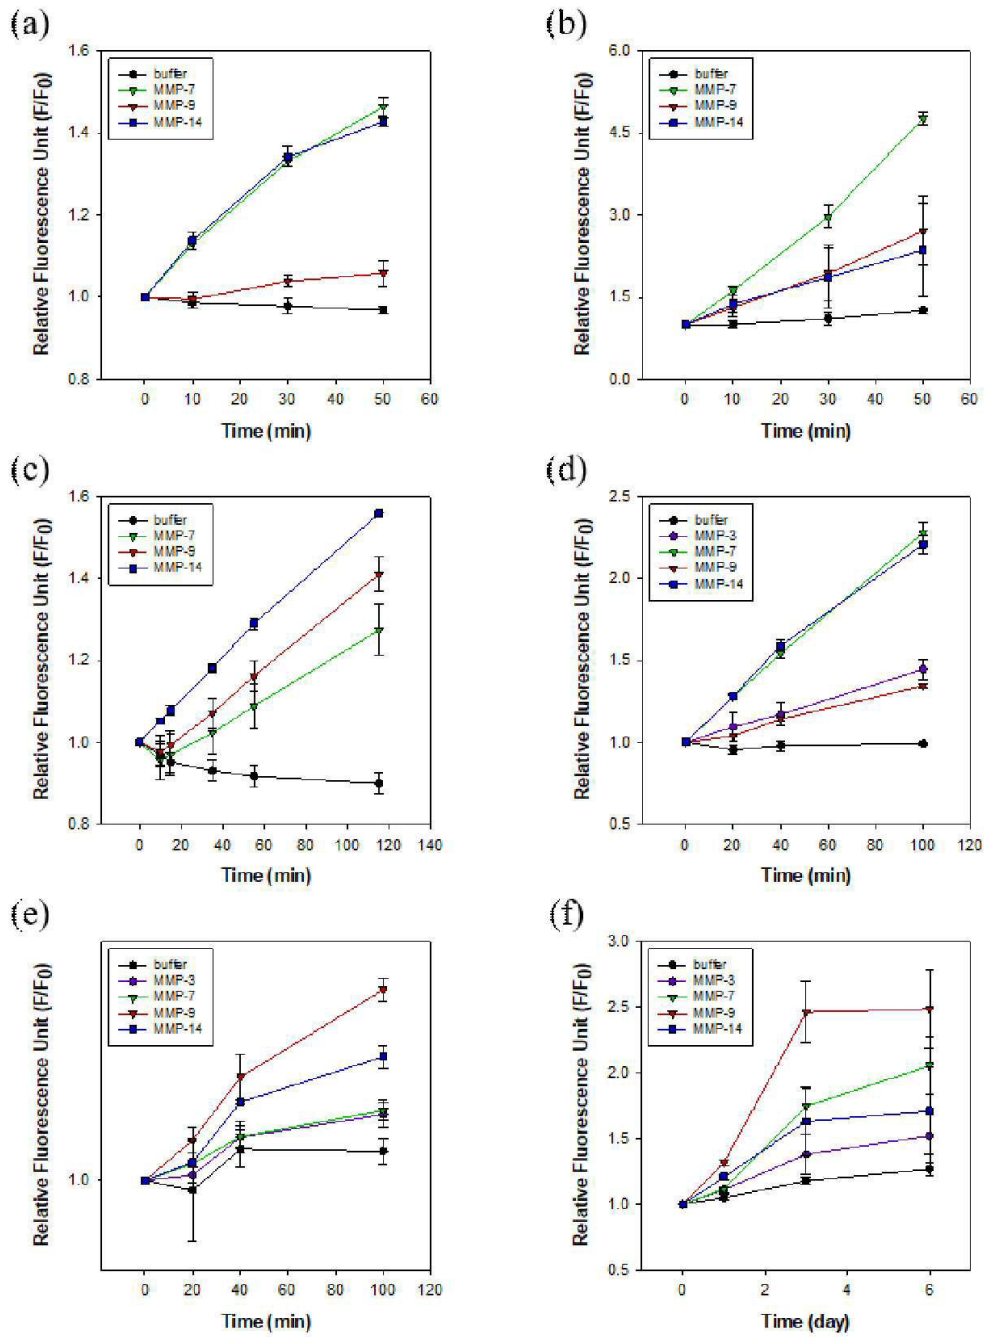 (a)
Relative Fluorescence Unit (F/F0)
1.6
1.4
1.2
1.0
0.8
buffer
MMP-7
MMP-9
MMP-14
0 10 20 30 40 50 60
Time (min)
(b)
Relative Fluorescence Unit (F/F0)
6.0
4.5
3.0
1.5
0.0
buffer
MMP-7
MMP-9
MMP-14
0 10 20 30 40 50 60
Time (min)
(c)
Relative Fluorescence Unit (F/F0)
1.6
1.4
1.2
1.0
0.8
buffer
MMP-7
MMP-9
MMP-14
0 20 40 60 80 100 120 140
Time (min)
(d)
Relative Fluorescence Unit (F/F0)
2.5
2.0
1.5
1.0
0.5
buffer
MMP-3
MMP-7
MMP-9
MMP-14
0 20 40 60 80 100 120
Time (min)
(e)
Relative Fluorescence Unit (F/F0)
1.0
buffer
MMP-3
MMP-7
MMP-9
MMP-14
0 20 40 60 80 100 120
Time (min)
(f)
Relative Fluorescence Unit (F/F0)
3.0
2.5
2.0
1.5
1.0
0.5
buffer
MMP-3
MMP-7
MMP-9
MMP-14
0 2 4 6
Time (day)